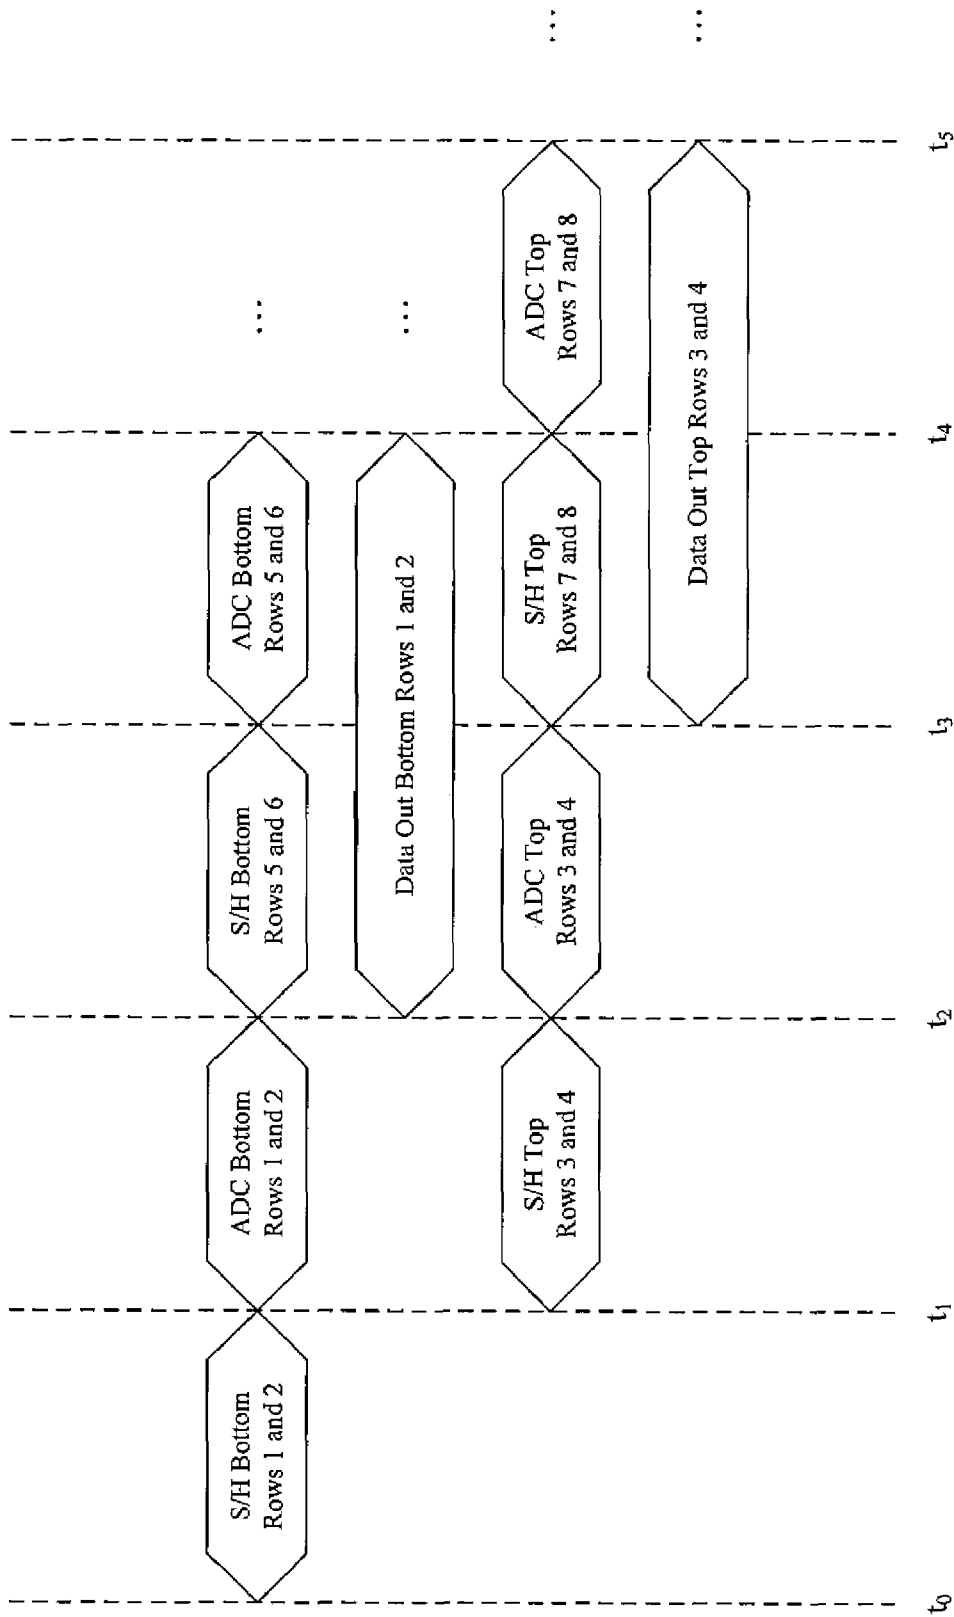 S/H Bottom
Rows 1 and 2
ADC Bottom
Rows 1 and 2
S/H Bottom
Rows 5 and 6
ADC Bottom
Rows 5 and 6
...
Data Out Bottom Rows 1 and 2
...
S/H Top
Rows 3 and 4
ADC Top
Rows 3 and 4
S/H Top
Rows 7 and 8
ADC Top
Rows 7 and 8
...
Data Out Top Rows 3 and 4
...
t0 t1 t2 t3 t4 t5